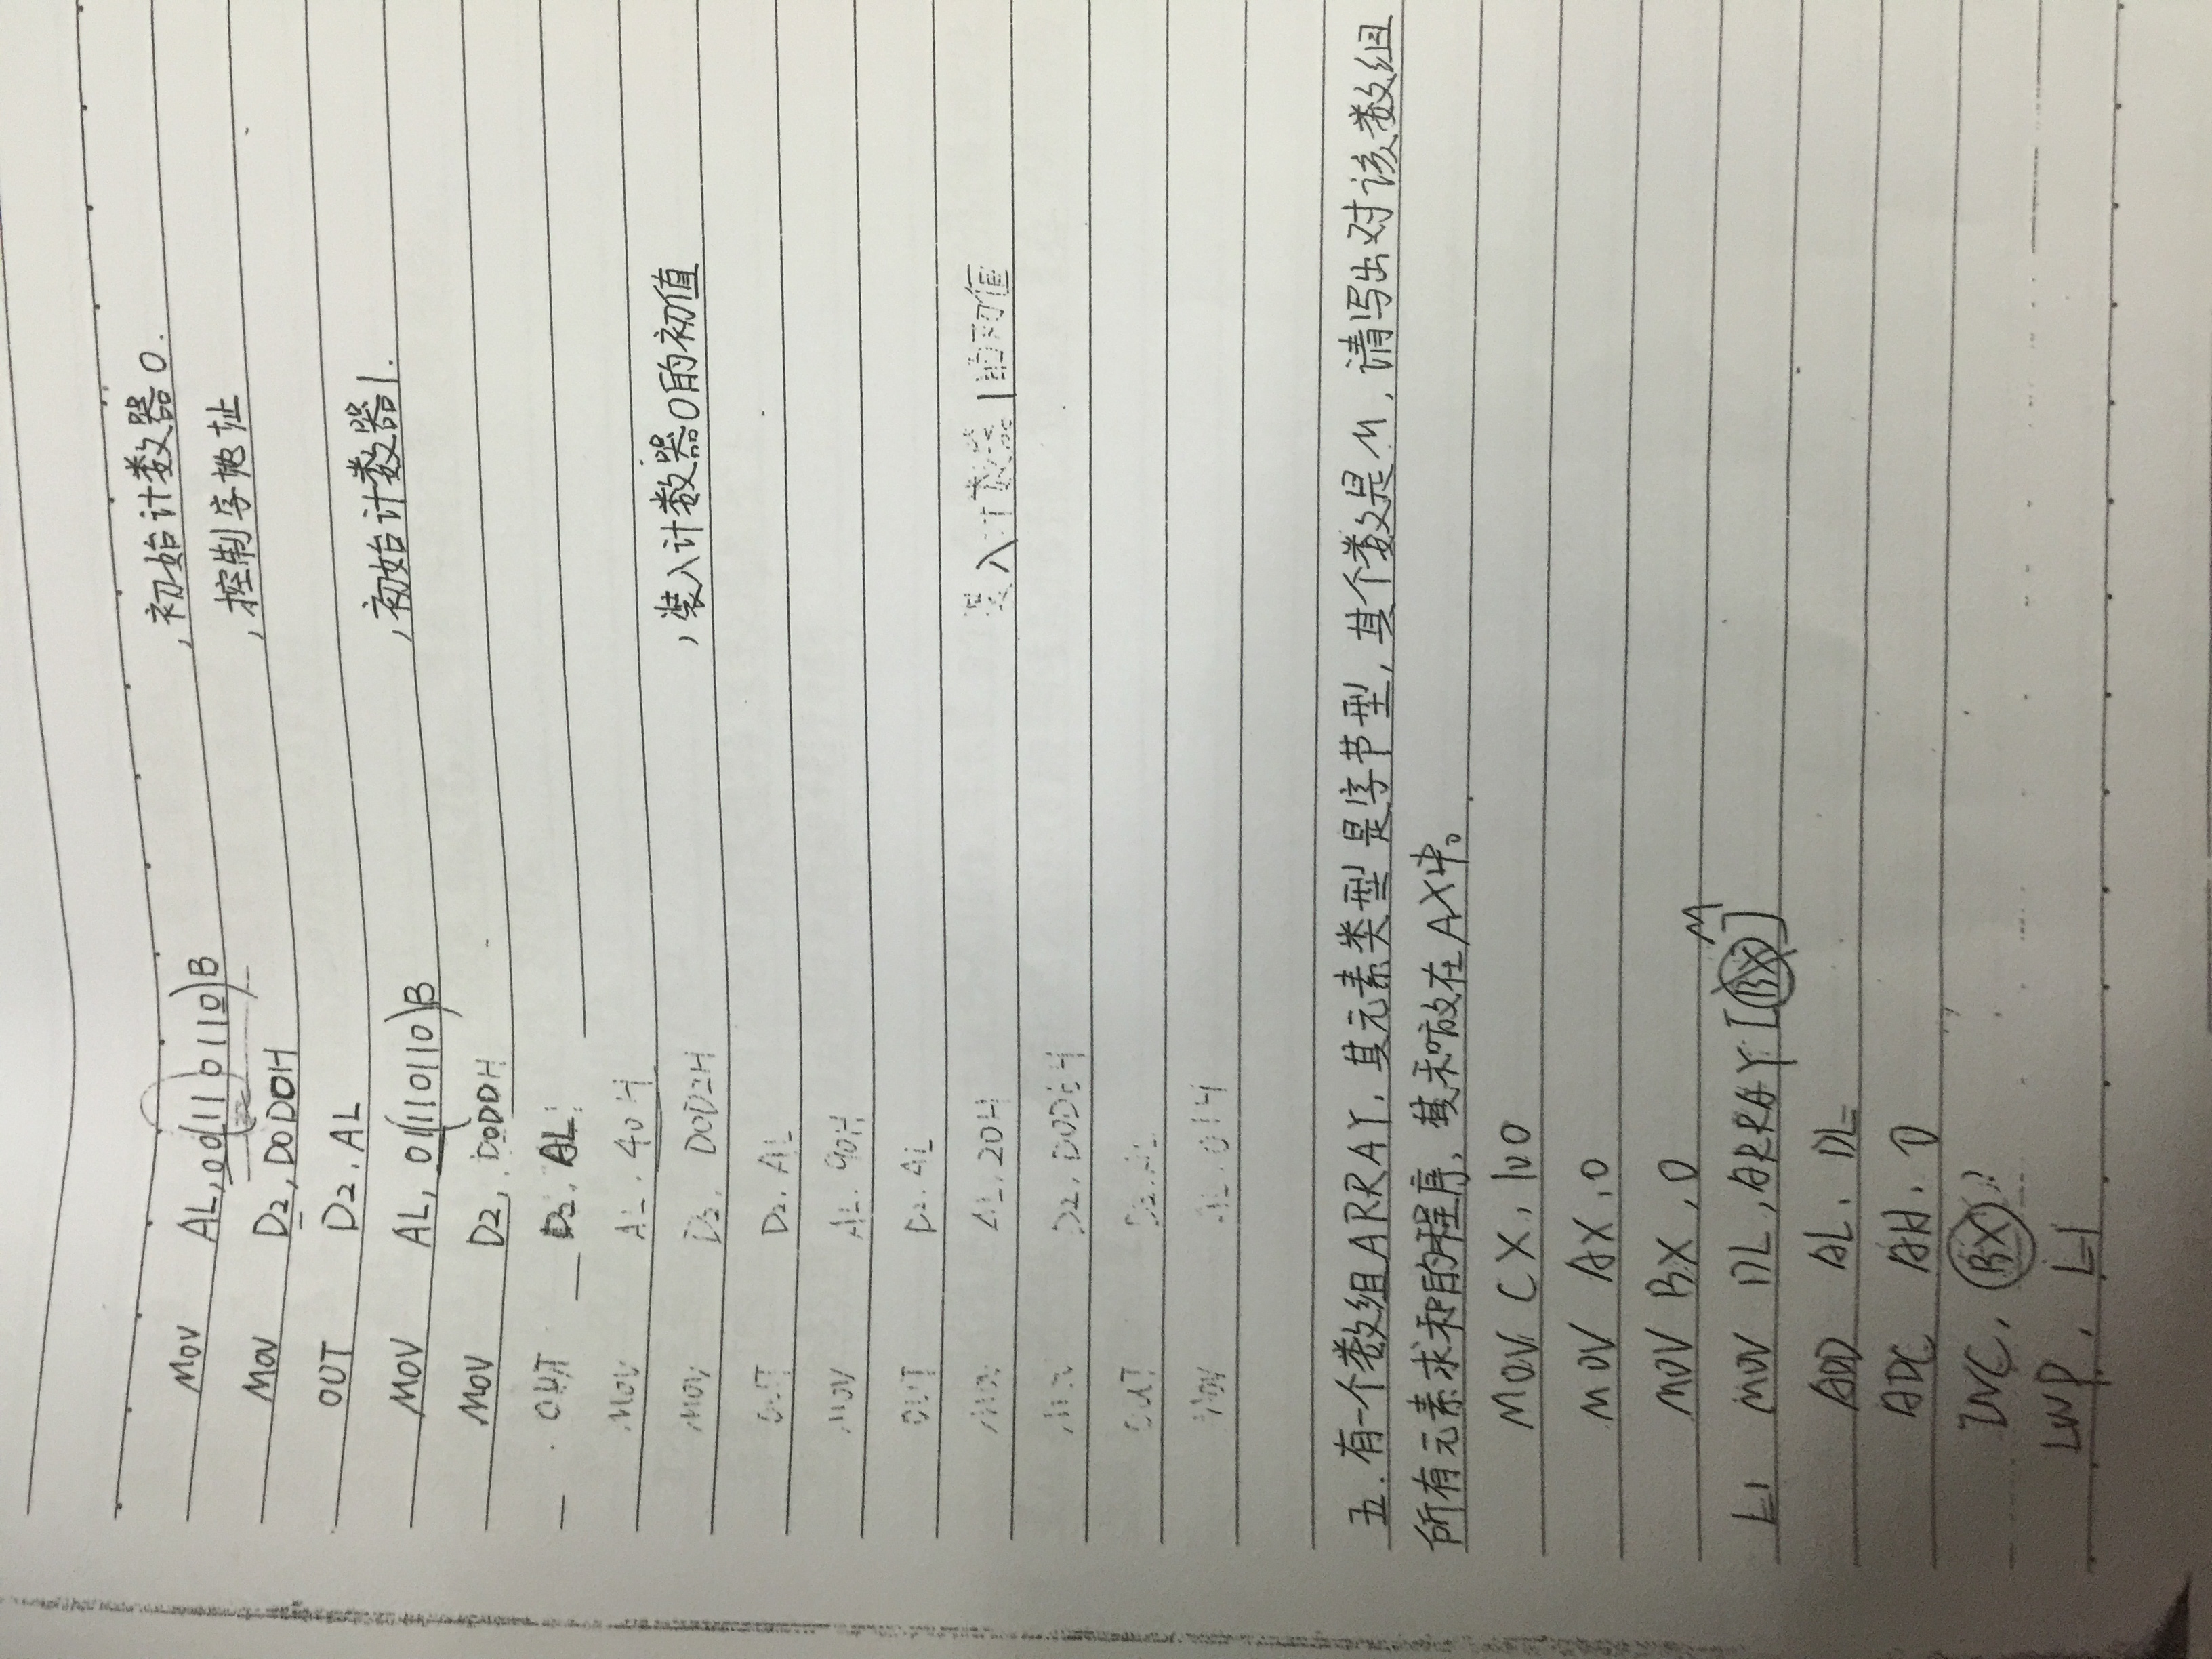 MOV AL,00(110110)B ,初始计数器0.
MOV D2,D0D0H ,控制字地址
OUT D2.AL
MOV AL,01(110110)B ,初始计数器1.
MOV D2, D0DDH
OUT D2. AL
MOV AL. 40H
MOV D2. D0D2H ,装入计数器0的初值
OUT D2. AL
MOV AL. 90H
OUT D2. AL
MOV AL.20H 装入计数器1的初值
MOV D2, D0D6H
OUT D2.AL
MOV AL.01H
五.有一个数组ARRAY.其元素类型是字节型,其个数是M,请写出对该数组
所有元素求和的程序,其和放在AX中。
MOV CX, 100
MOV AX,0
MOV BX,0
M
L1 MOV DL,ARRAY[BX]
ADD AL. DL
ADC AH. 0
INC. BX
LOOP. L1